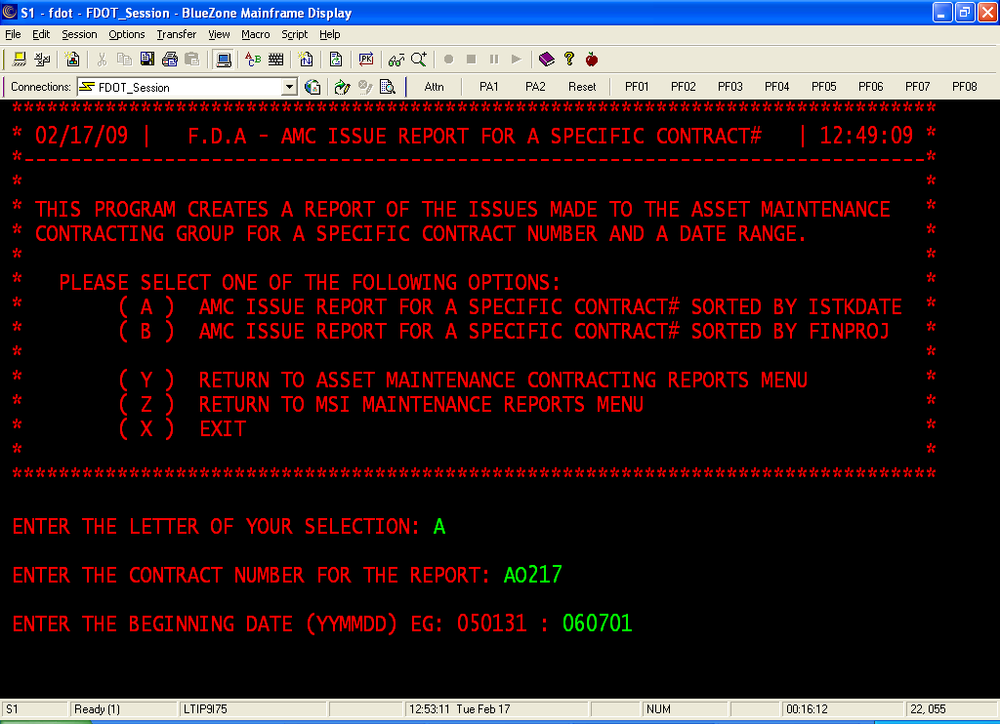 S1 - fdot - FDOT_Session - BlueZone Mainframe Display
File Edit Session Options Transfer View Macro Script Help
Connections: FDOT_Session Attn PA1 PA2 Reset PF01 PF02 PF03 PF04 PF05 PF06 PF07 PF08
*******************************************************************************
* 02/17/09 | F.D.A - AMC ISSUE REPORT FOR A SPECIFIC CONTRACT# | 12:49:09 *
*-----------------------------------------------------------------------------*
* *
* THIS PROGRAM CREATES A REPORT OF THE ISSUES MADE TO THE ASSET MAINTENANCE *
* CONTRACTING GROUP FOR A SPECIFIC CONTRACT NUMBER AND A DATE RANGE. *
* *
* PLEASE SELECT ONE OF THE FOLLOWING OPTIONS: *
* ( A ) AMC ISSUE REPORT FOR A SPECIFIC CONTRACT# SORTED BY ISTKDATE *
* ( B ) AMC ISSUE REPORT FOR A SPECIFIC CONTRACT# SORTED BY FINPROJ *
* *
* ( Y ) RETURN TO ASSET MAINTENANCE CONTRACTING REPORTS MENU *
* ( Z ) RETURN TO MSI MAINTENANCE REPORTS MENU *
* ( X ) EXIT *
* *
*******************************************************************************
ENTER THE LETTER OF YOUR SELECTION: A
ENTER THE CONTRACT NUMBER FOR THE REPORT: AO217
ENTER THE BEGINNING DATE (YYMMDD) EG: 050131 : 060701
S1 Ready (1) LTIP9I75 12:53:11 Tue Feb 17 NUM 00:16:12 22, 055